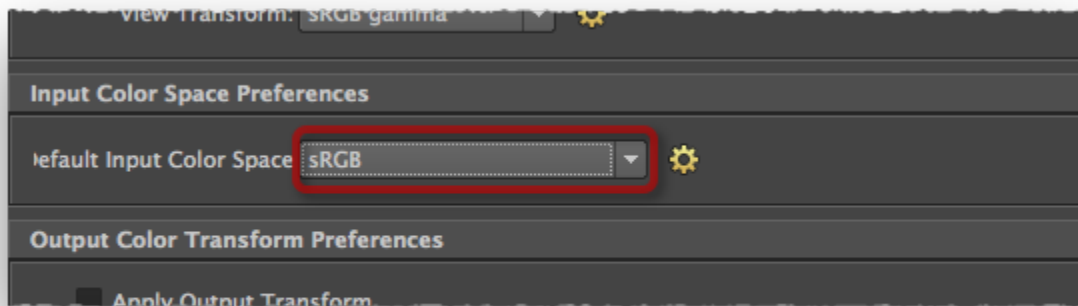 View Transform: sRGB gamma
Input Color Space Preferences
Default Input Color Space sRGB
Output Color Transform Preferences
Apply Output Transform